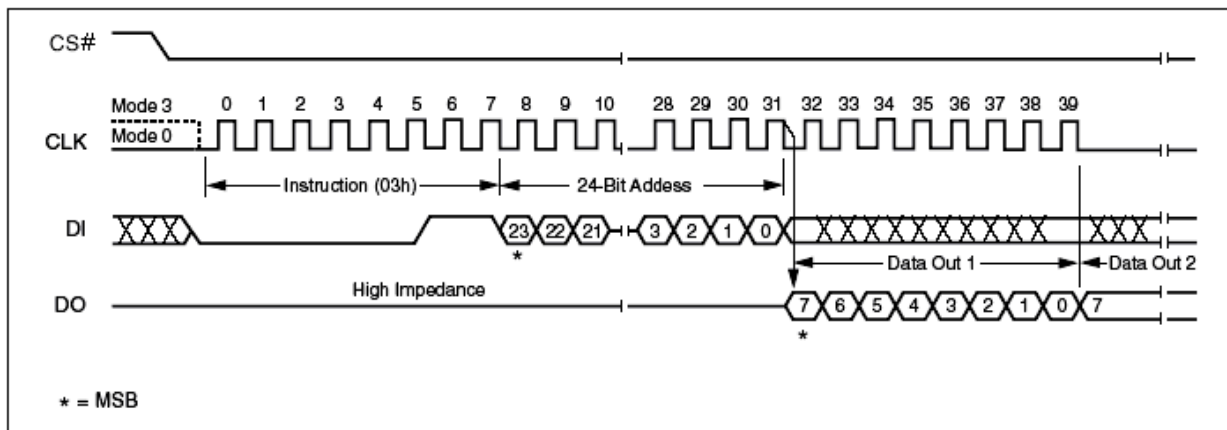 CS#
Mode 3
0 1 2 3 4 5 6 7 8 9 10 28 29 30 31 32 33 34 35 36 37 38 39
CLK
Mode 0
Instruction (03h)
24-Bit Addess
DI
23 22 21 3 2 1 0
*
Data Out 1
Data Out 2
High Impedance
DO
7 6 5 4 3 2 1 0 7
*
* = MSB